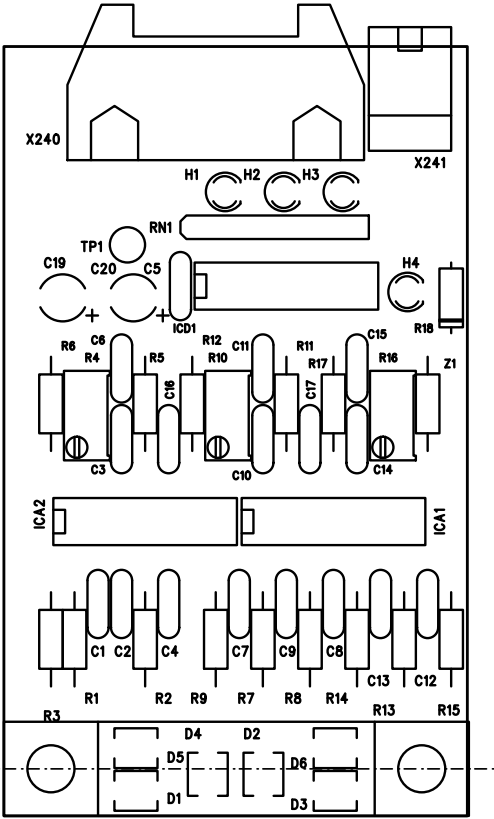 X240
X241
H1 H2 H3
RN1
TP1
C19 C20 C5 H4
+ +
ICD1
R18
C6 R12 C11 C15
R6 R4 R5 R10 R11 R17 R16 Z1
C16 C17
C3 C10 C14
ICA2 ICA1
C1 C2 C4 C7 C9 C8
C13 C12
R1 R2 R9 R7 R8 R14
R3 R13 R15
D4 D2
D5 D6
D1 D3